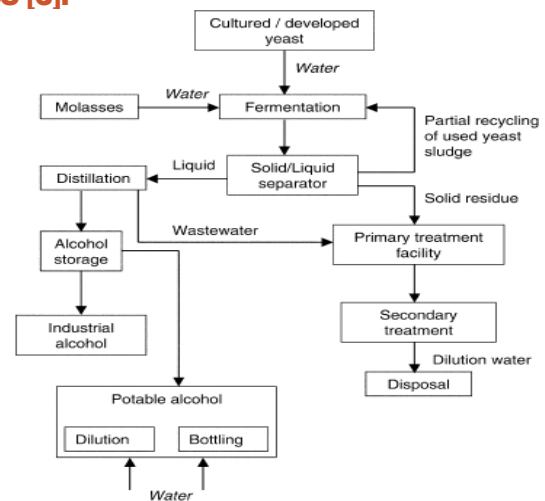 Cultured / developed
yeast
Water
Water
Molasses
Fermentation
Partial recycling
of used yeast
sludge
Liquid
Solid/Liquid
separator
Distillation
Solid residue
Wastewater
Primary treatment
facility
Alcohol
storage
Secondary
treatment
Industrial
alcohol
Dilution water
Disposal
Potable alcohol
Dilution
Bottling
Water